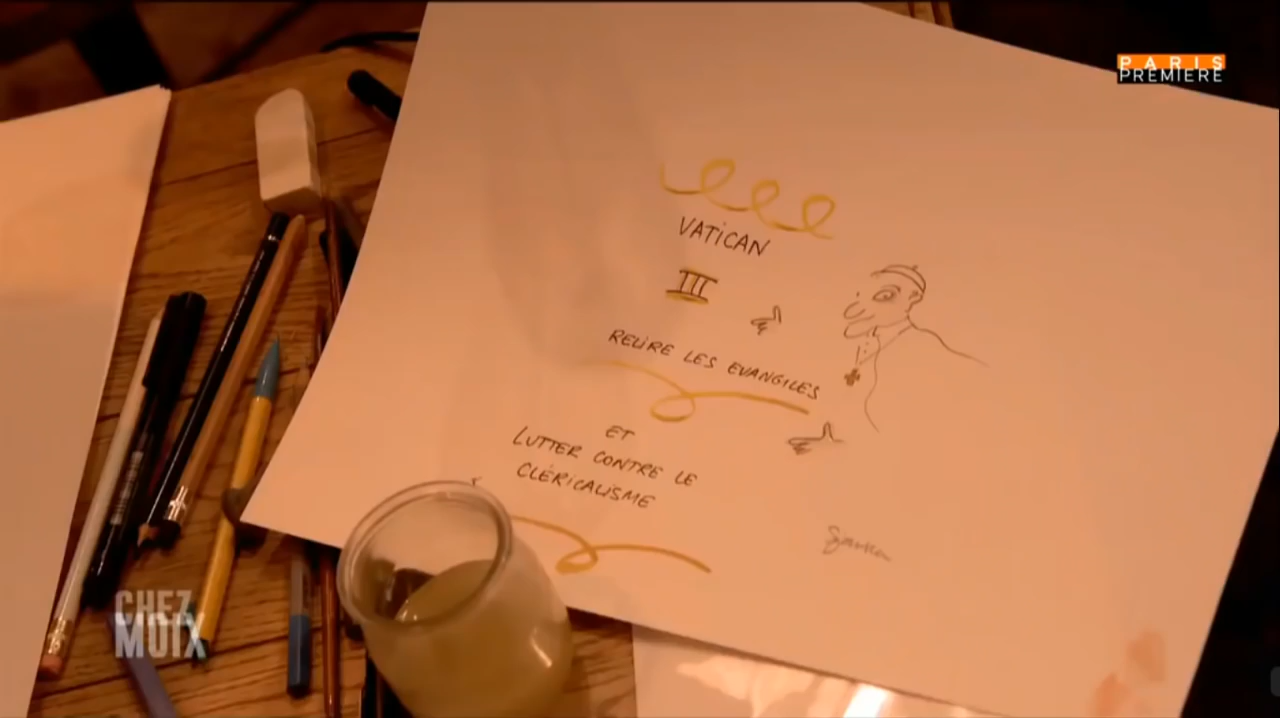 PARIS
PREMIERE
VATICAN
III
RELIRE LES EVANGILES
ET
LUTTER CONTRE LE
CLÉRICALISME
CHEZ
MOIX